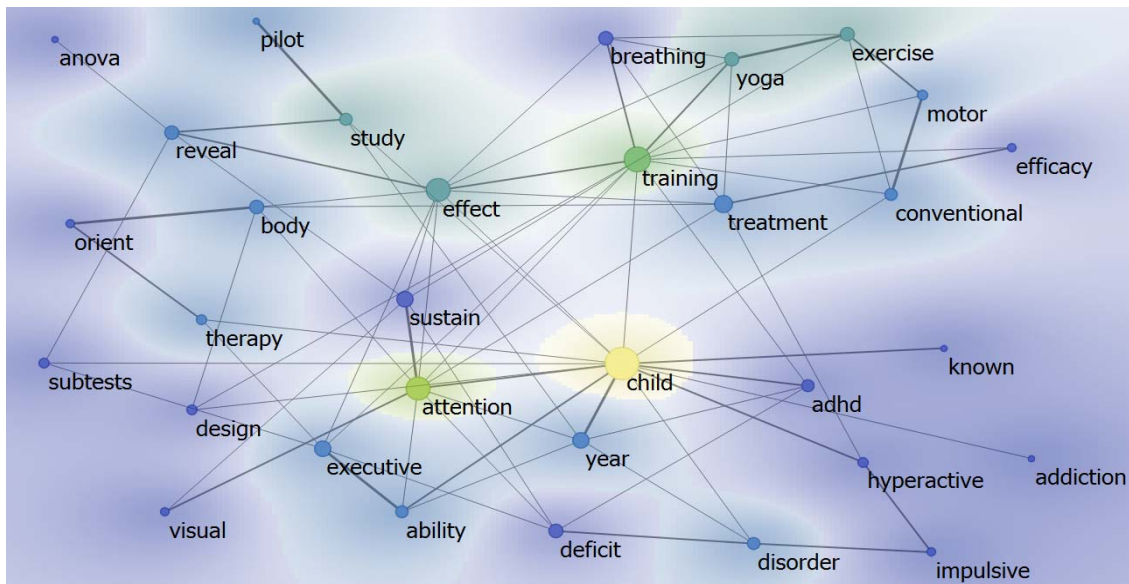 pilot
anova
breathing
exercise
yoga
motor
study
reveal
efficacy
training
effect
treatment
conventional
orient
body
sustain
therapy
known
subtests
child
adhd
attention
design
executive
year
hyperactive
addiction
visual
ability
deficit
disorder
impulsive